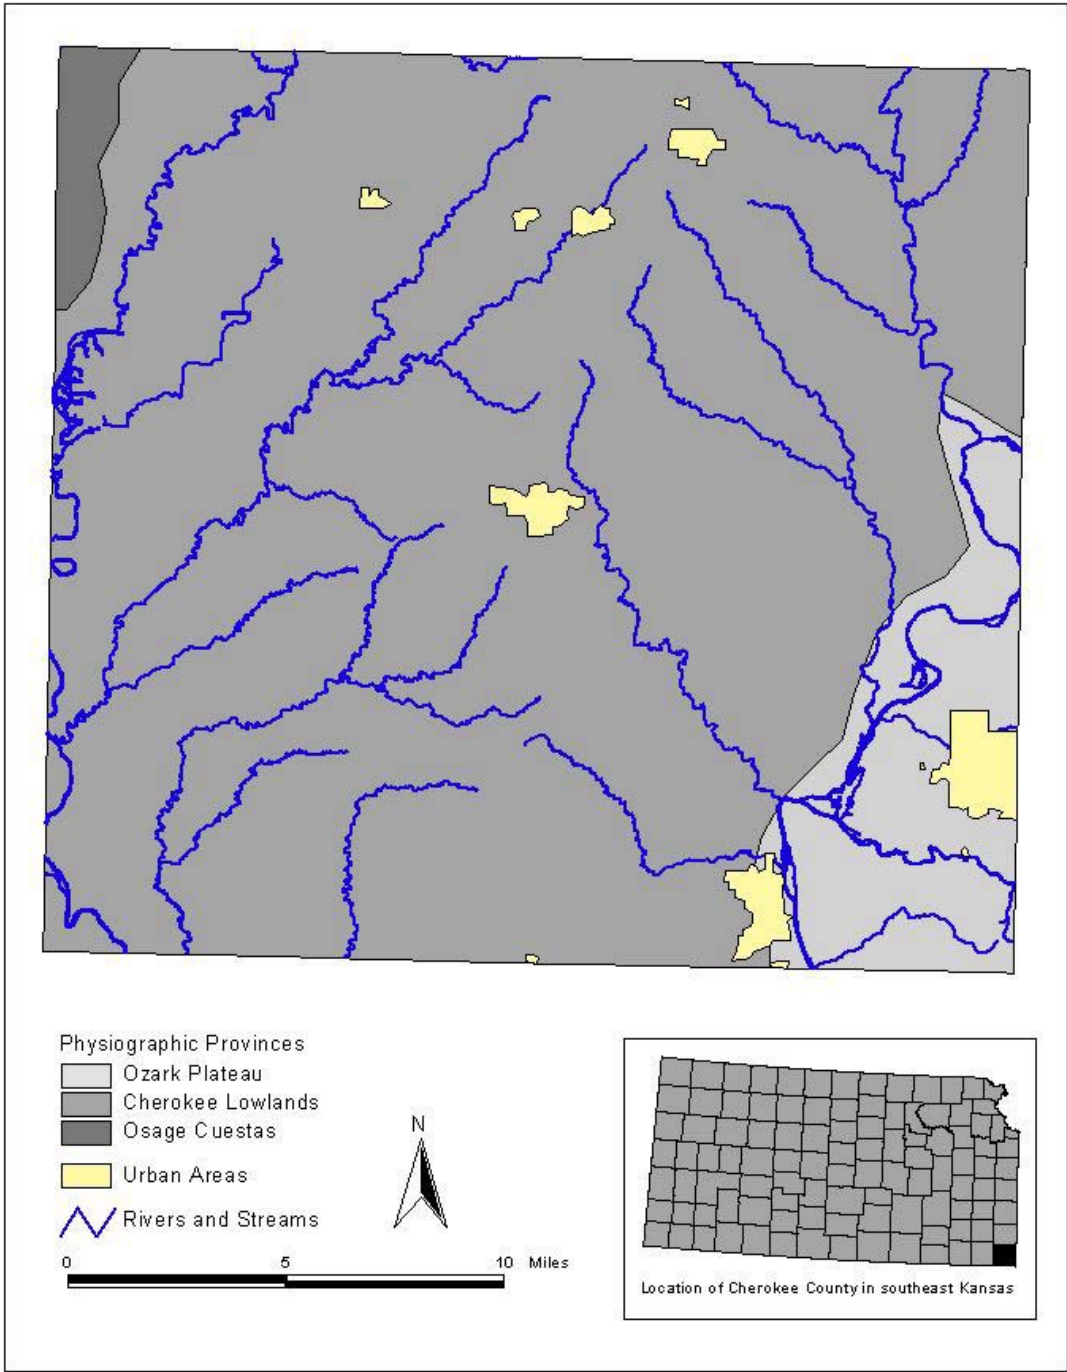 Physiographic Provinces
Ozark Plateau
Cherokee Lowlands
Osage Cuestas
Urban Areas
Rivers and Streams
N
0 5 10 Miles
Location of Cherokee County in southeast Kansas